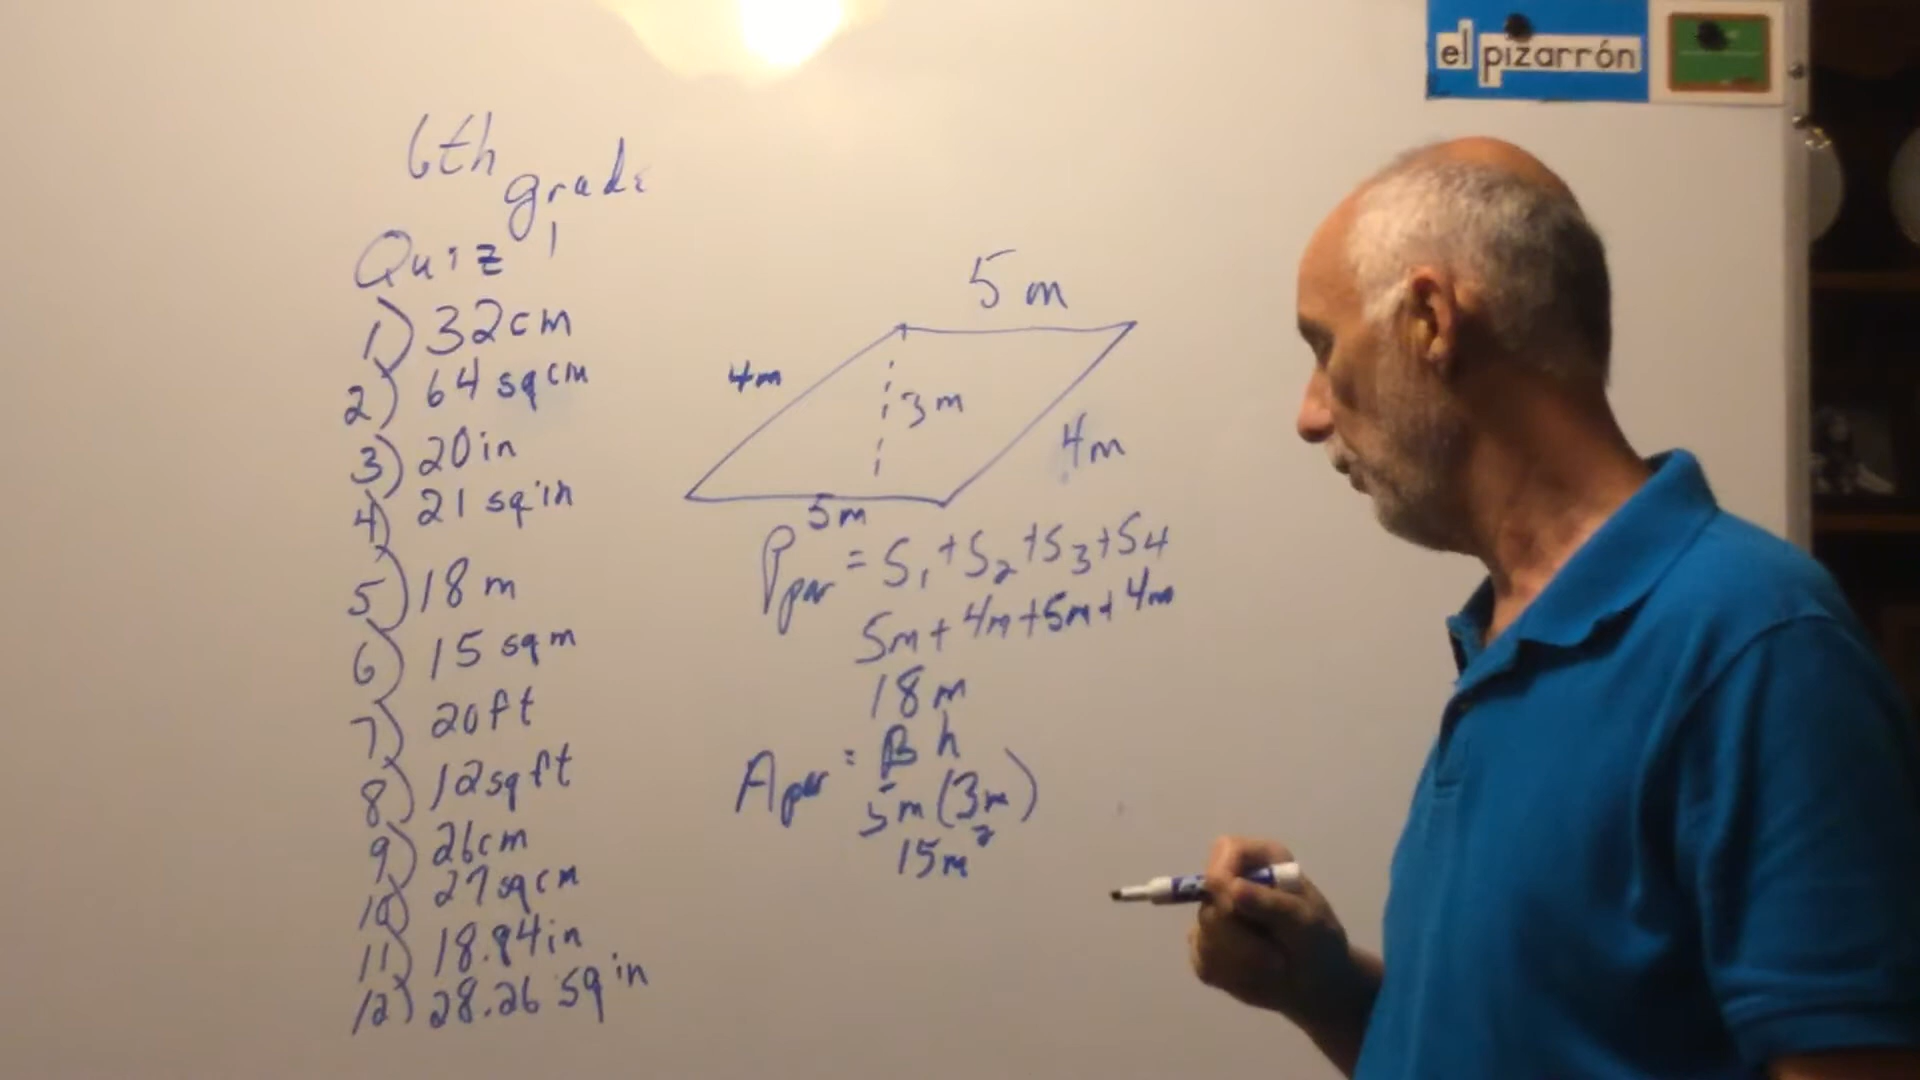 el pizarrón
6th grade
Quiz 1
1) 32cm
2) 64 sq cm
3) 20in
4) 21 sq in
5) 18 m
6) 15 sq m
7) 20ft
8) 12sq ft
9) 26cm
10) 27sq cm
11) 18.84in
12) 28.26 sq in
5 m
4m
3m
4m
5m
Ppar = S₁+S₂+S₃+S₄
5m+4m+5m+4m
18m
Apar = B h
5m(3m)
15m²